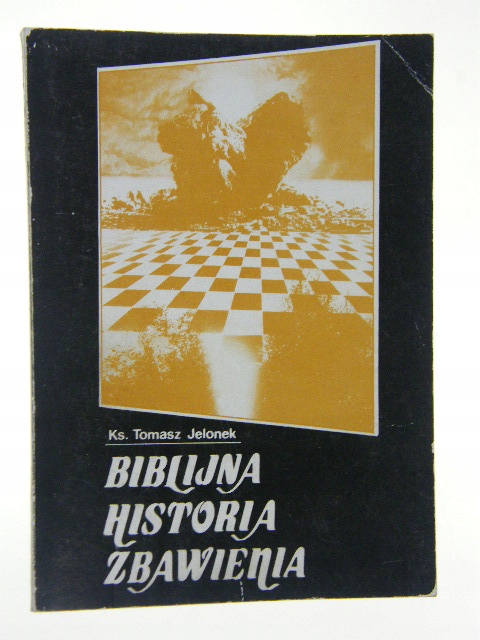 Ks. Tomasz Jelonek
BIBLIJNA
HISTORIA
ZBAWIENIA